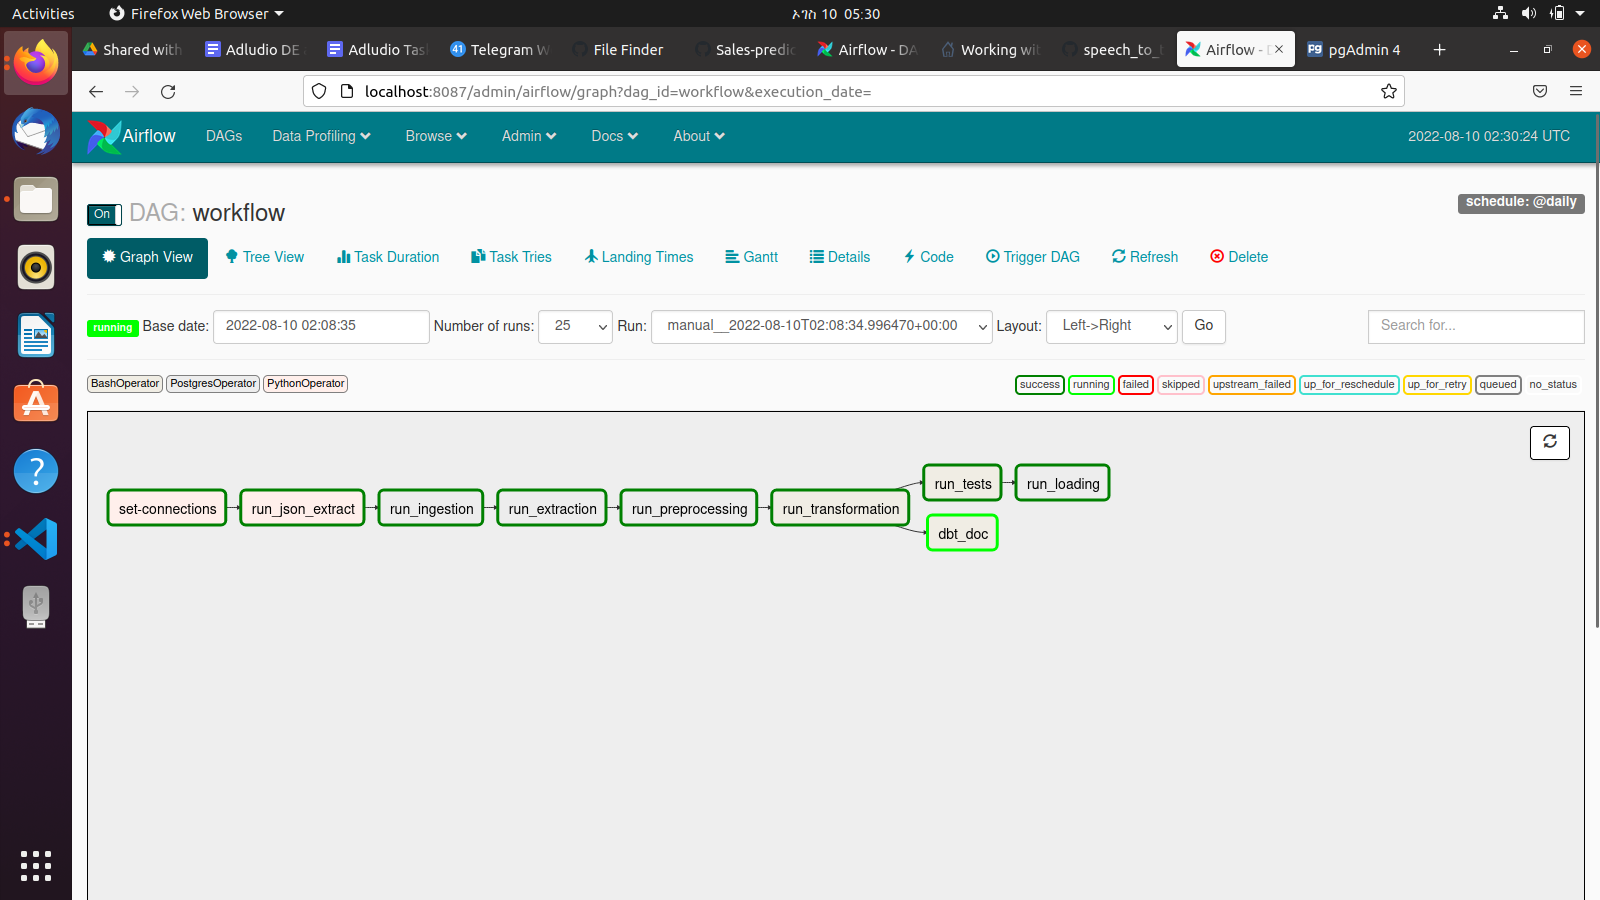 Activities Firefox Web Browser ኦገስ 10 05:30
Shared with Adludio DE Adludio Tas Telegram W File Finder Sales-predic Airflow - DA Working wit speech_to_t Airflow - D pgAdmin 4
localhost:8087/admin/airflow/graph?dag_id=workflow&execution_date=
Airflow DAGs Data Profiling Browse Admin Docs About 2022-08-10 02:30:24 UTC
On DAG: workflow schedule: @daily
Graph View Tree View Task Duration Task Tries Landing Times Gantt Details Code Trigger DAG Refresh Delete
running Base date: 2022-08-10 02:08:35 Number of runs: 25 Run: manual__2022-08-10T02:08:34.996470+00:00 Layout: Left->Right Go Search for...
BashOperator PostgresOperator PythonOperator success running failed skipped upstream_failed up_for_reschedule up_for_retry queued no_status
run_tests run_loading
set-connections run_json_extract run_ingestion run_extraction run_preprocessing run_transformation
dbt_doc